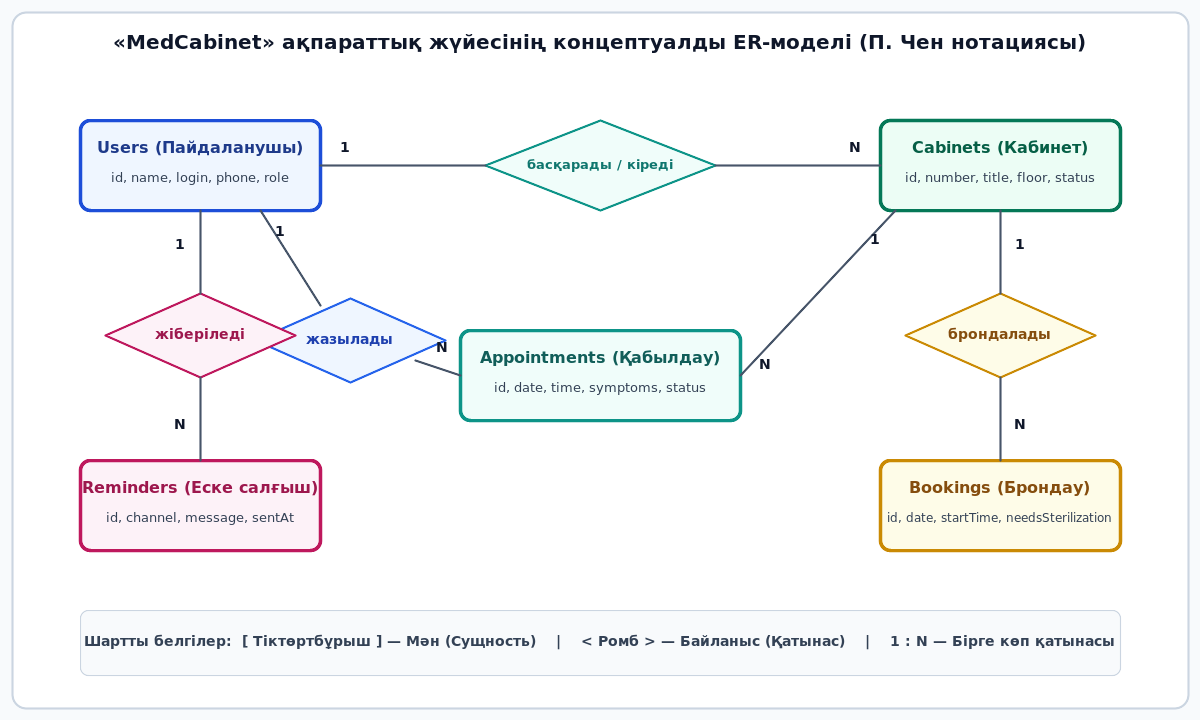 «MedCabinet» ақпараттық жүйесінің концептуалды ER-моделі (П. Чен нотациясы)
Users (Пайдаланушы)
id, name, login, phone, role
1
басқарады / кіреді
N
Cabinets (Кабинет)
id, number, title, floor, status
1
1
1
1
жіберіледі
жазылады
N
Appointments (Қабылдау)
id, date, time, symptoms, status
N
брондалады
N
N
Reminders (Еске салғыш)
id, channel, message, sentAt
Bookings (Брондау)
id, date, startTime, needsSterilization
Шартты белгілер: [ Тіктөртбұрыш ] — Мән (Сущность) | < Ромб > — Байланыс (Қатынас) | 1 : N — Бірге көп қатынасы